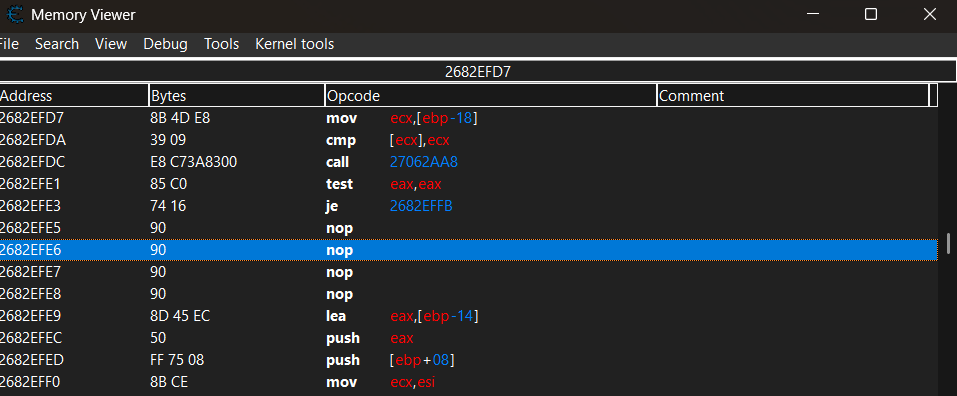 Memory Viewer
File Search View Debug Tools Kernel tools
2682EFD7
Address Bytes Opcode Comment
2682EFD7 8B 4D E8 mov ecx,[ebp-18]
2682EFDA 39 09 cmp [ecx],ecx
2682EFDC E8 C73A8300 call 27062AA8
2682EFE1 85 C0 test eax,eax
2682EFE3 74 16 je 2682EFFB
2682EFE5 90 nop
2682EFE6 90 nop
2682EFE7 90 nop
2682EFE8 90 nop
2682EFE9 8D 45 EC lea eax,[ebp-14]
2682EFEC 50 push eax
2682EFED FF 75 08 push [ebp+08]
2682EFF0 8B CE mov ecx,esi